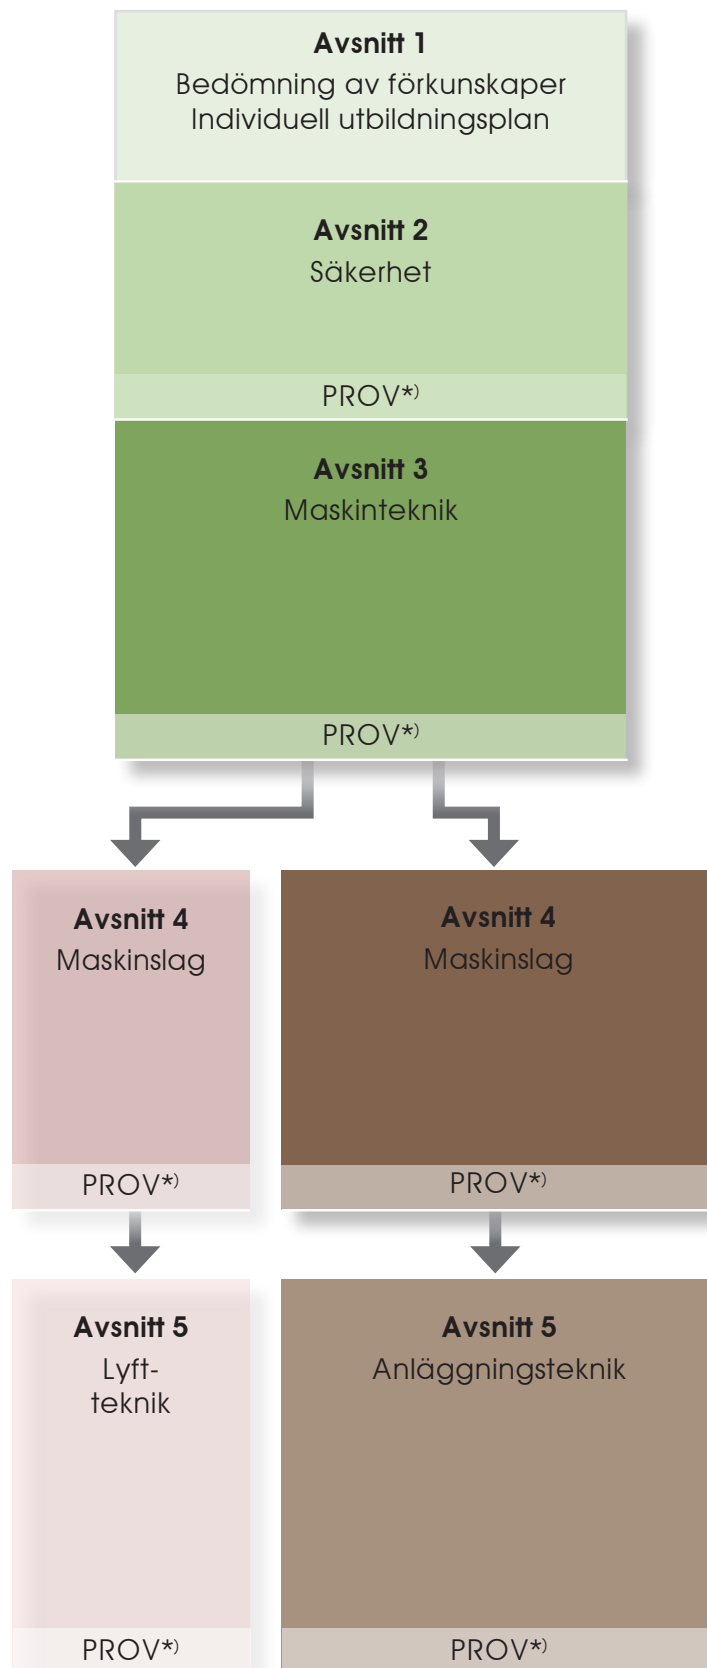 Avsnitt 1
Bedömning av förkunskaper
Individuell utbildningsplan
Avsnitt 2
Säkerhet
PROV*)
Avsnitt 3
Maskinteknik
PROV*)
Avsnitt 4
Maskinslag
PROV*)
Avsnitt 4
Maskinslag
PROV*)
Avsnitt 5
Lyft-
teknik
PROV*)
Avsnitt 5
Anläggningsteknik
PROV*)